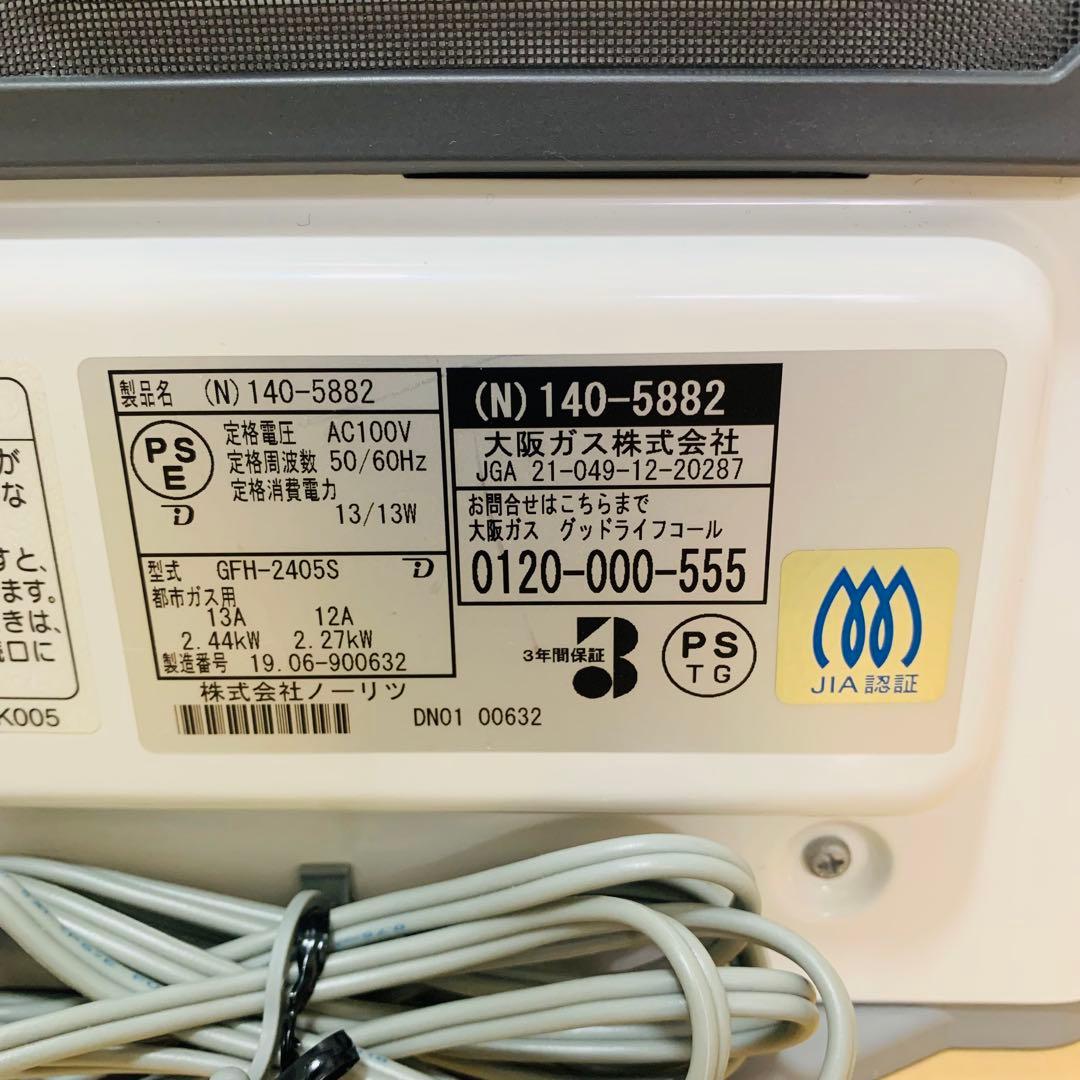 が
な
すと、
ます。
きは、
口に
K005
製品名 (N)140-5882
PS
E
定格電圧 AC100V
定格周波数 50/60Hz
定格消費電力
13/13W
型式 GFH-2405S
都市ガス用
13A 12A
2.44kW 2.27kW
製造番号 19.06-900632
株式会社ノーリツ
(N)140-5882
大阪ガス株式会社
JGA 21-049-12-20287
お問合せはこちらまで
大阪ガス グッドライフコール
0120-000-555
3年間保証
PS
TG
DN01 00632
JIA 認証